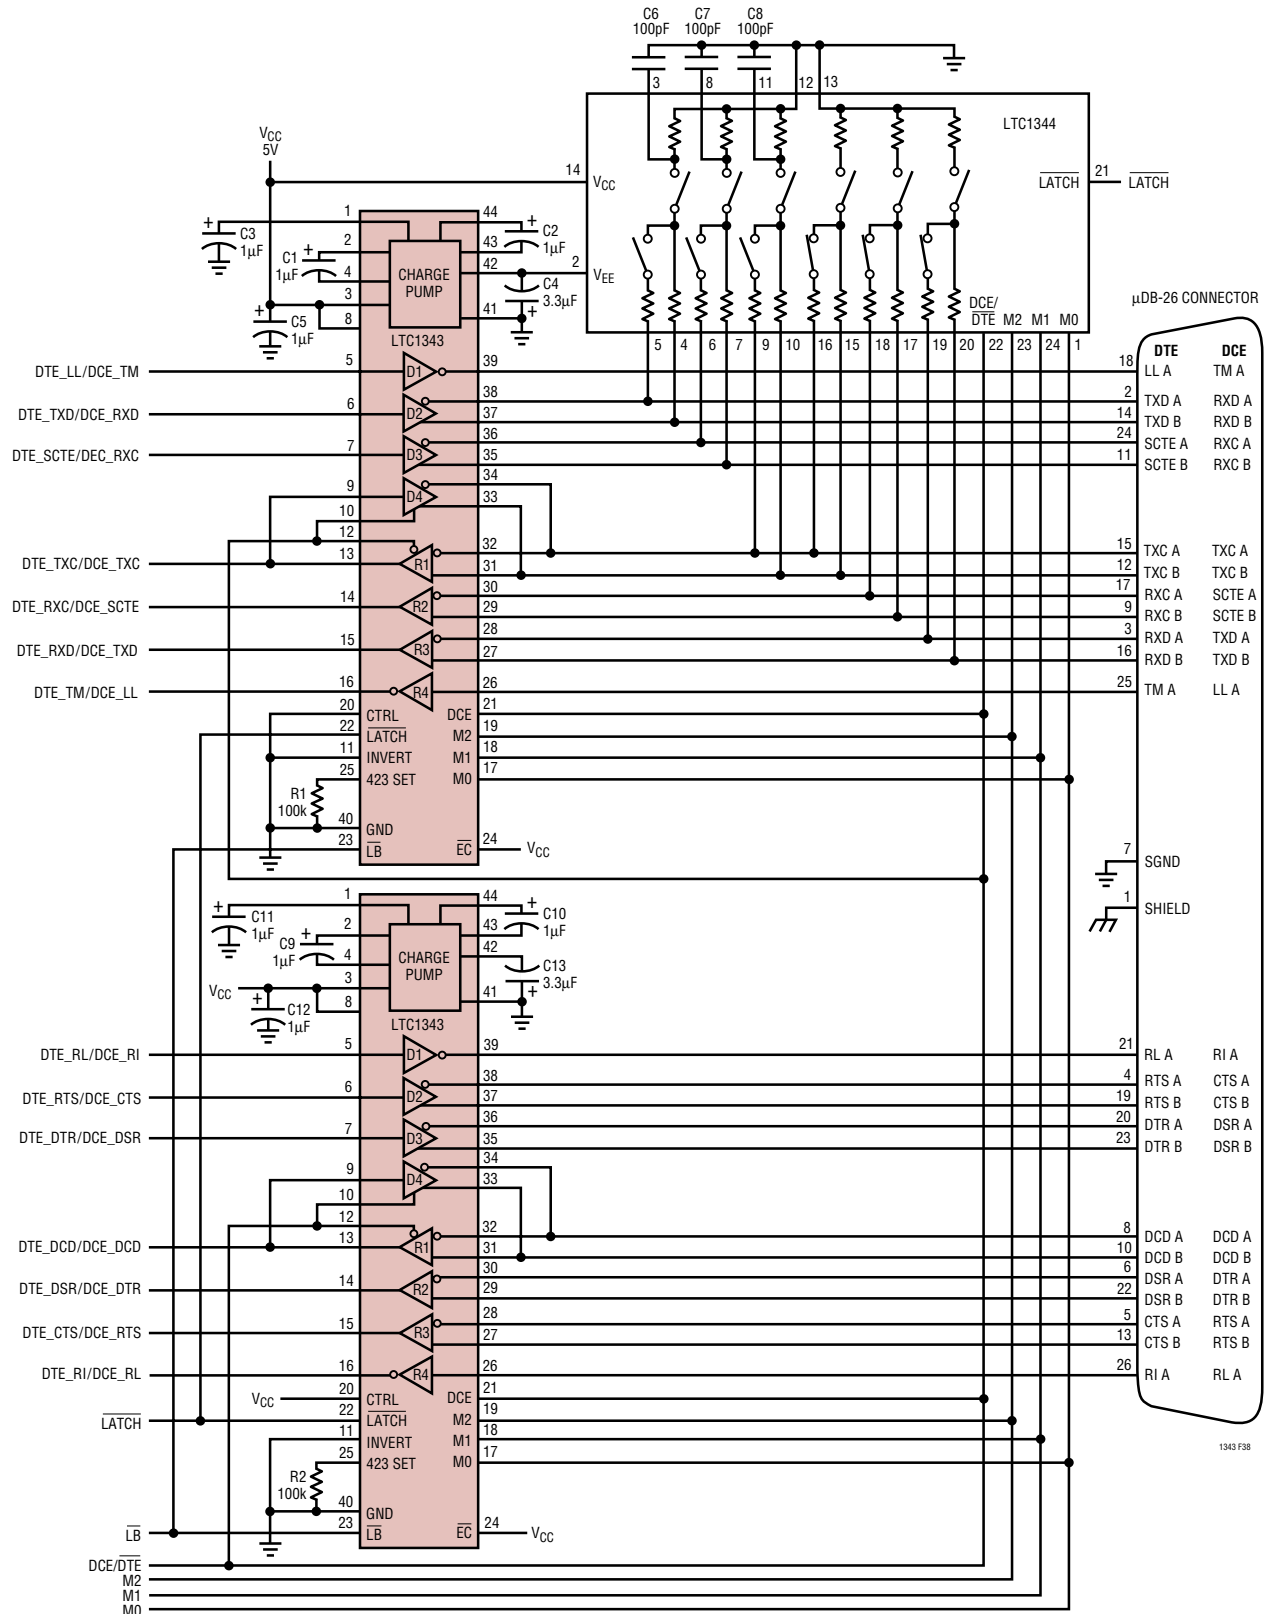 C6
100pF
C7
100pF
C8
100pF
3
8
11
12
13
LTC1344
VCC
5V
14
VCC
LATCH
21
LATCH
1
44
+
C3
1µF
2
+
C1
1µF
4
3
8
+
C5
1µF
CHARGE
PUMP
43
+
C2
1µF
42
C4
3.3µF
+
41
2
VEE
DCE/
DTE
M2
M1
M0
LTC1343
5
4
6
7
9
10
16
15
18
17
19
20
22
23
24
1
µDB-26 CONNECTOR
DTE
DCE
DTE_LL/DCE_TM
5
D1
39
18
LL A
TM A
DTE_TXD/DCE_RXD
6
D2
38
37
2
TXD A
RXD A
14
TXD B
RXD B
DTE_SCTE/DEC_RXC
7
D3
36
35
24
SCTE A
RXC A
11
SCTE B
RXC B
9
D4
34
33
10
12
DTE_TXC/DCE_TXC
13
R1
32
31
15
TXC A
TXC A
12
TXC B
TXC B
DTE_RXC/DCE_SCTE
14
R2
30
29
17
RXC A
SCTE A
9
RXC B
SCTE B
DTE_RXD/DCE_TXD
15
R3
28
27
3
RXD A
TXD A
16
RXD B
TXD B
DTE_TM/DCE_LL
16
R4
26
25
TM A
LL A
20
CTRL
DCE
21
22
LATCH
M2
19
11
INVERT
M1
18
25
423 SET
M0
17
R1
100k
40
GND
23
LB
EC
24
VCC
7
SGND
1
SHIELD
1
44
+
C11
1µF
2
+
C9
1µF
4
VCC
3
8
+
C12
1µF
CHARGE
PUMP
43
+
C10
1µF
42
C13
3.3µF
+
41
LTC1343
DTE_RL/DCE_RI
5
D1
39
21
RL A
RI A
DTE_RTS/DCE_CTS
6
D2
38
37
4
RTS A
CTS A
19
RTS B
CTS B
DTE_DTR/DCE_DSR
7
D3
36
35
20
DTR A
DSR A
23
DTR B
DSR B
9
D4
34
33
10
12
DTE_DCD/DCE_DCD
13
R1
32
31
8
DCD A
DCD A
10
DCD B
DCD B
DTE_DSR/DCE_DTR
14
R2
30
29
6
DSR A
DTR A
22
DSR B
DTR B
DTE_CTS/DCE_RTS
15
R3
28
27
5
CTS A
RTS A
13
CTS B
RTS B
DTE_RI/DCE_RL
16
R4
26
26
RI A
RL A
VCC
20
CTRL
DCE
21
LATCH
22
LATCH
M2
19
11
INVERT
M1
18
25
423 SET
M0
17
R2
100k
40
GND
LB
23
LB
EC
24
VCC
DCE/DTE
M2
M1
M0
1343 F38